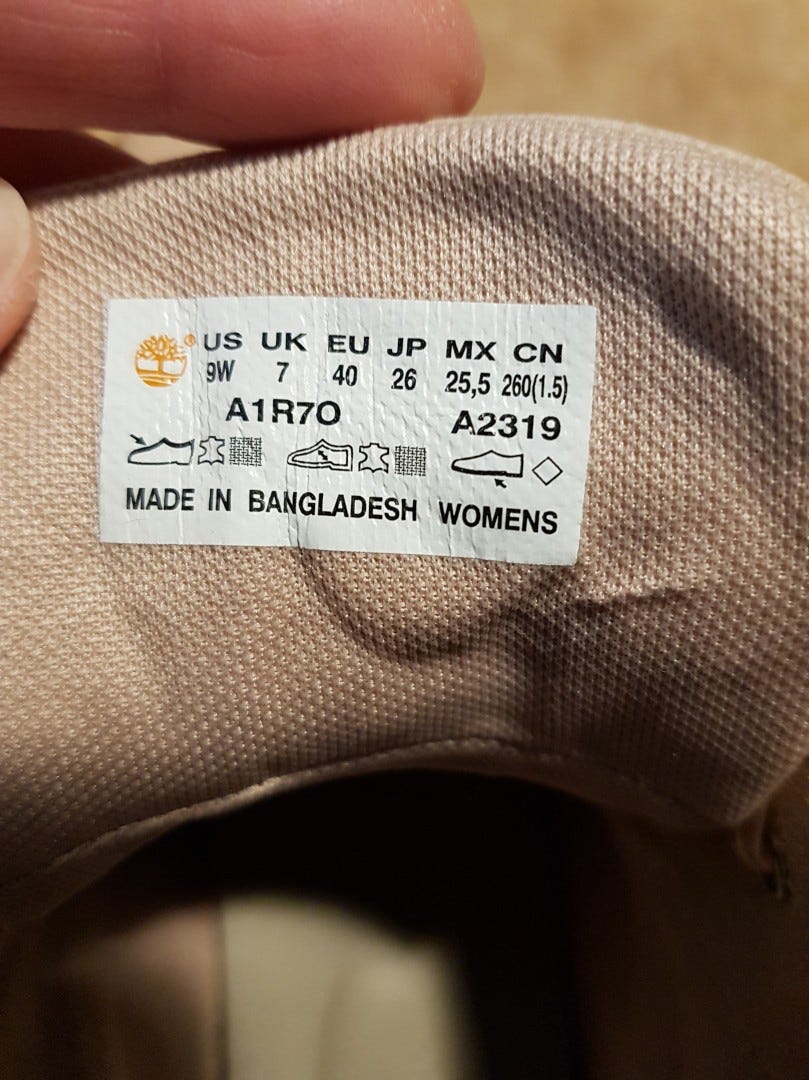 ® US UK EU JP MX CN
9W 7 40 26 25,5 260(1.5)
A1R7O A2319
MADE IN BANGLADESH WOMENS